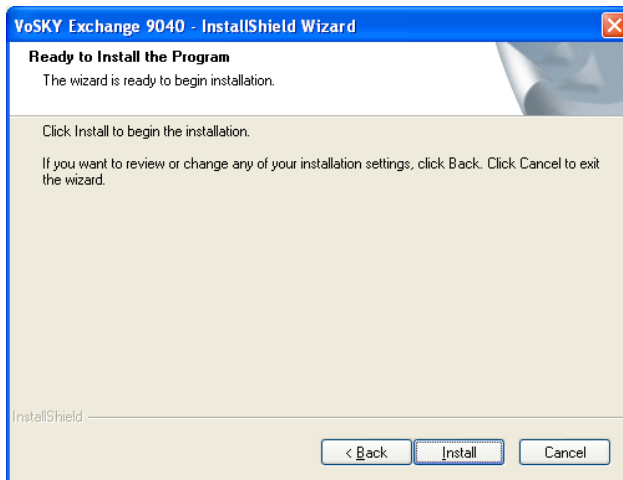 VoSKY Exchange 9040 - InstallShield Wizard
Ready to Install the Program
The wizard is ready to begin installation.
Click Install to begin the installation.
If you want to review or change any of your installation settings, click Back. Click Cancel to exit
the wizard.
InstallShield
< Back Install Cancel